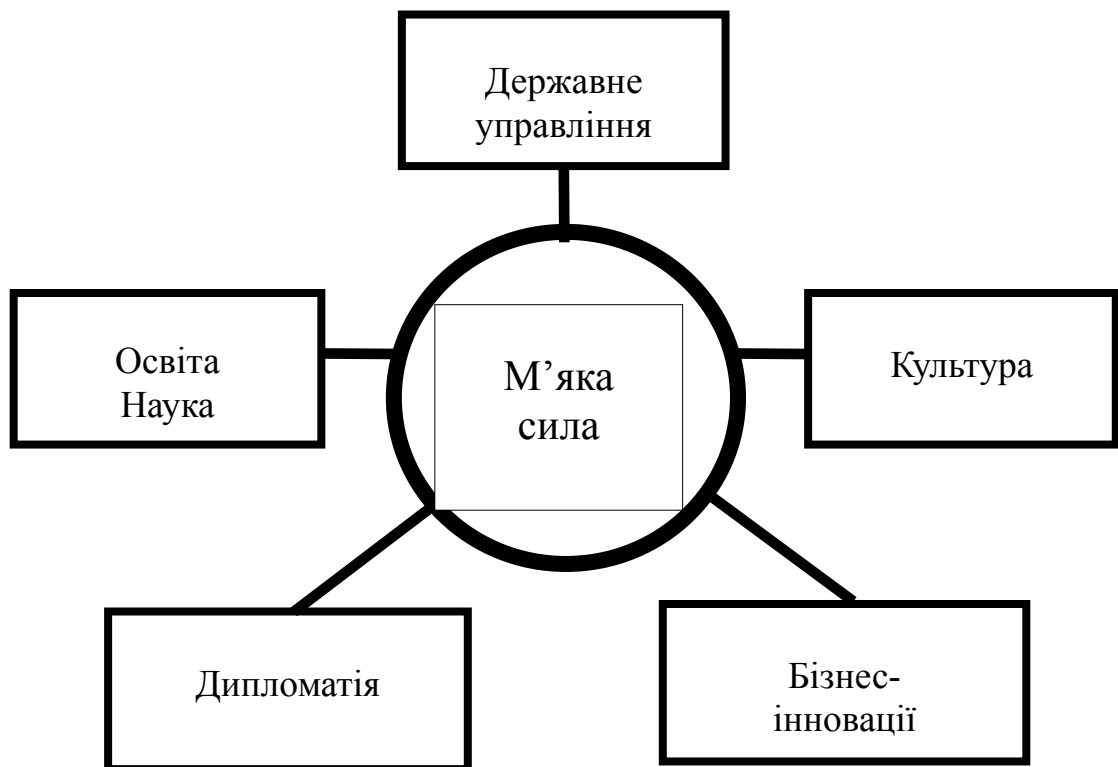 Державне
управління
Освіта
Наука
М’яка
сила
Культура
Дипломатія
Бізнес-
інновації